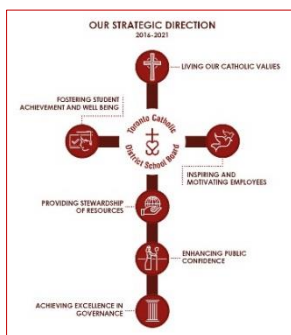 OUR STRATEGIC DIRECTION
2016-2021
LIVING OUR CATHOLIC VALUES
FOSTERING STUDENT
ACHIEVEMENT AND WELL BEING
Toronto Catholic
District School Board
INSPIRING AND
MOTIVATING EMPLOYEES
PROVIDING STEWARDSHIP
OF RESOURCES
ENHANCING PUBLIC
CONFIDENCE
ACHIEVING EXCELLENCE IN
GOVERNANCE